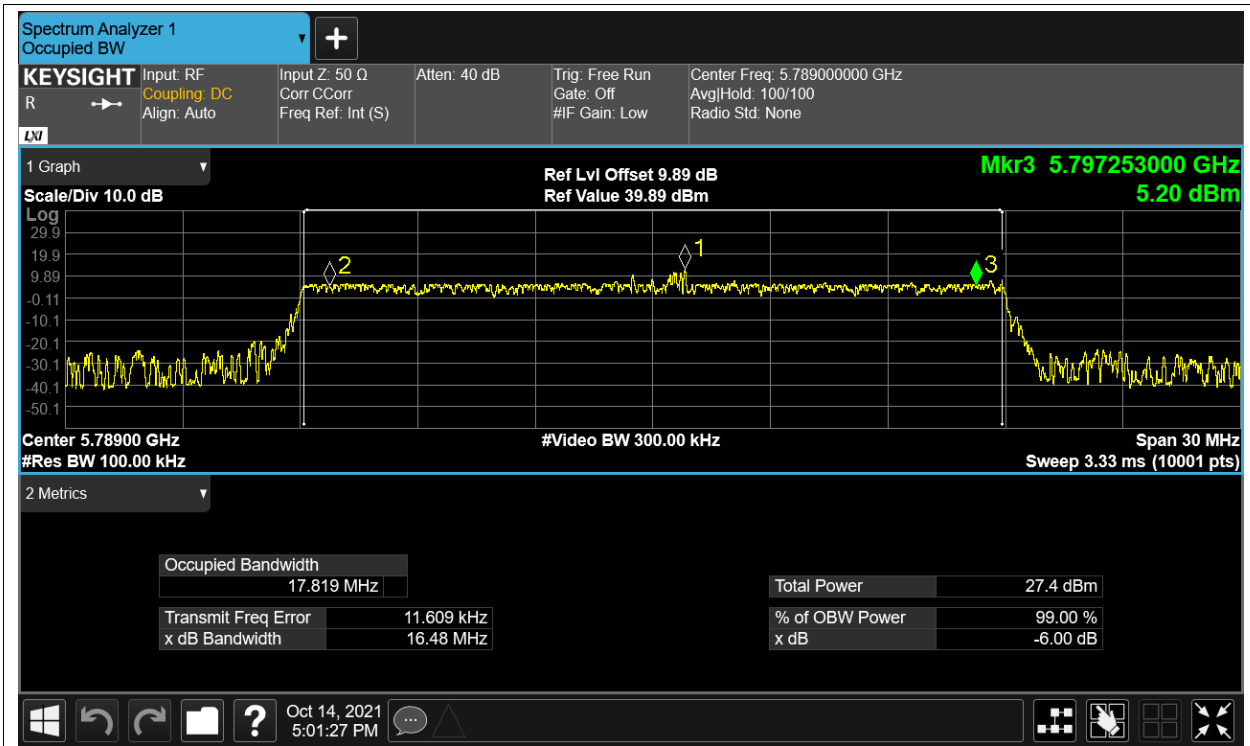 Spectrum Analyzer 1
Occupied BW
KEYSIGHT
R
LXI
Input: RF
Coupling: DC
Align: Auto
Input Z: 50 Ω
Corr CCorr
Freq Ref: Int (S)
Atten: 40 dB
Trig: Free Run
Gate: Off
#IF Gain: Low
Center Freq: 5.789000000 GHz
Avg|Hold: 100/100
Radio Std: None
1 Graph
Scale/Div 10.0 dB
Ref Lvl Offset 9.89 dB
Ref Value 39.89 dBm
Mkr3 5.797253000 GHz
5.20 dBm
Log
29.9
19.9
9.89
-0.11
-10.1
-20.1
-30.1
-40.1
-50.1
2
1
3
Center 5.78900 GHz
#Video BW 300.00 kHz
Span 30 MHz
#Res BW 100.00 kHz
Sweep 3.33 ms (10001 pts)
2 Metrics
Occupied Bandwidth
17.819 MHz
Total Power 27.4 dBm
Transmit Freq Error 11.609 kHz
% of OBW Power 99.00 %
x dB Bandwidth 16.48 MHz
x dB -6.00 dB
?
Oct 14, 2021
5:01:27 PM